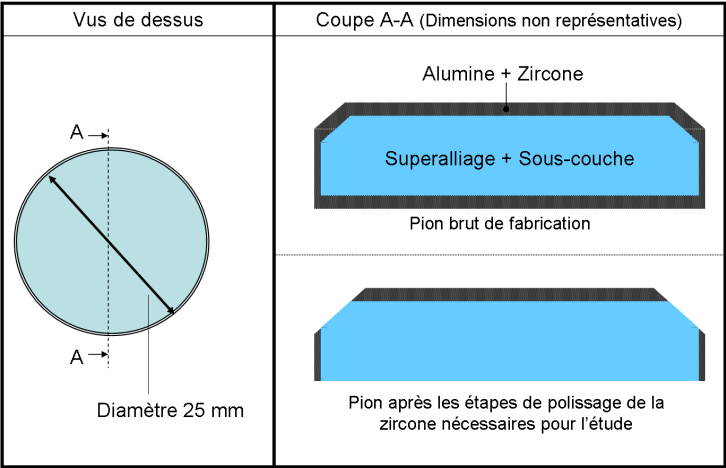 Vus de dessus
Coupe A-A (Dimensions non représentatives)
Alumine + Zircone
A
Superalliage + Sous-couche
Pion brut de fabrication
A
Diamètre 25 mm
Pion après les étapes de polissage de la
zircone nécessaires pour l'étude